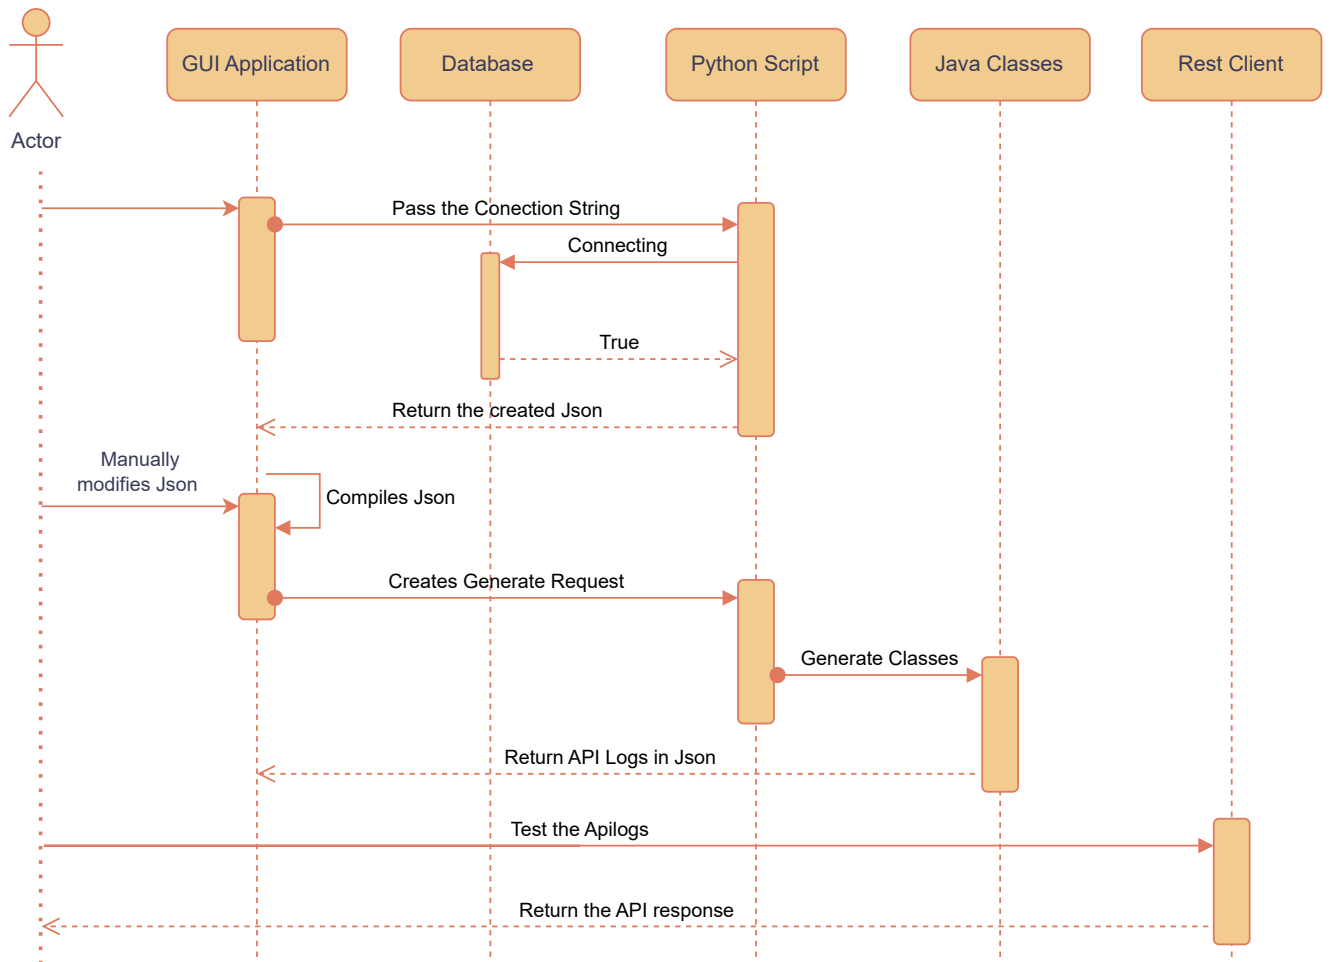 GUI Application
Database
Python Script
Java Classes
Rest Client
Actor
Pass the Conection String
Connecting
True
Return the created Json
Manually
modifies Json
Compiles Json
Creates Generate Request
Generate Classes
Return API Logs in Json
Test the Apilogs
Return the API response